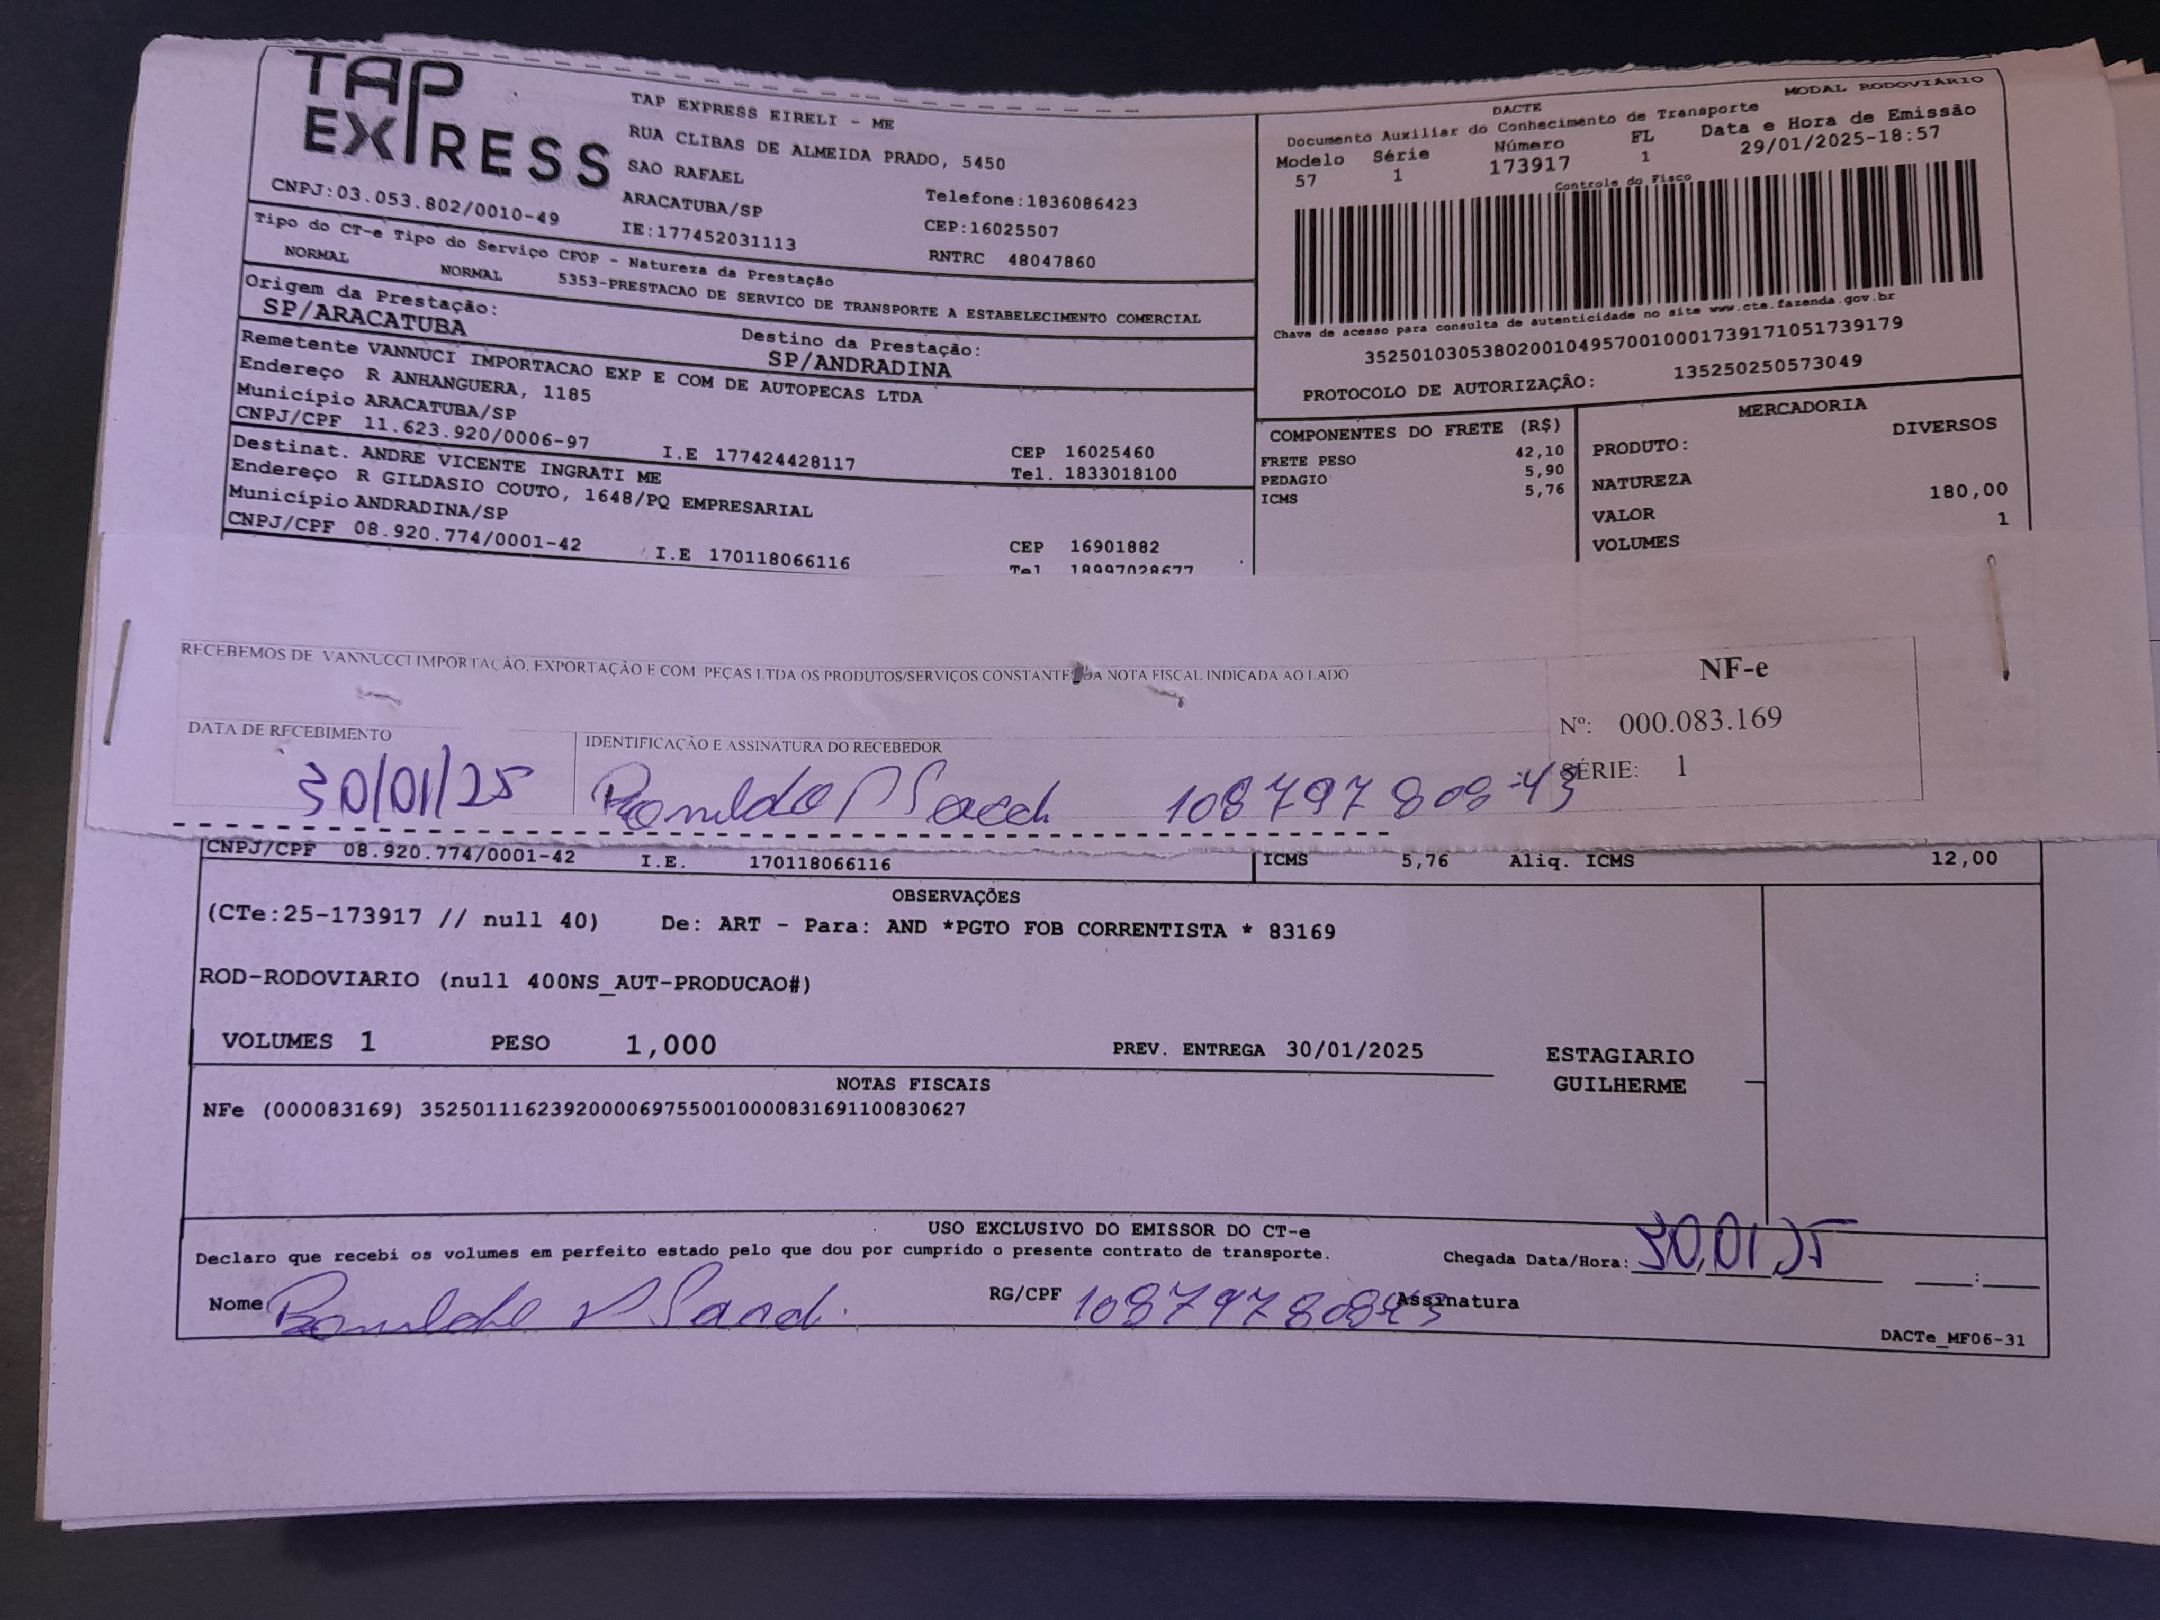 TAP
EXPRESS
CNPJ:03.053.802/0010-49
TAP EXPRESS EIRELI - ME
RUA CLIBAS DE ALMEIDA PRADO, 5450
SAO RAFAEL
ARACATUBA/SP Telefone:1836086423
IE:177452031113 CEP:16025507
RNTRC 48047860
MODAL RODOVIÁRIO
DACTE
Documento Auxiliar do Conhecimento de Transporte
Modelo Série Número FL Data e Hora de Emissão
57 1 173917 1 29/01/2025-18:57
Controle do Fisco
Chave de acesso para consulta de autenticidade no site www.cte.fazenda.gov.br
35250103053802001049570010001739171051739179
PROTOCOLO DE AUTORIZAÇÃO: 135250250573049
Tipo do CT-e Tipo do Serviço CFOP - Natureza da Prestação
NORMAL NORMAL 5353-PRESTACAO DE SERVICO DE TRANSPORTE A ESTABELECIMENTO COMERCIAL
Origem da Prestação: Destino da Prestação:
SP/ARACATUBA SP/ANDRADINA
Remetente VANNUCI IMPORTACAO EXP E COM DE AUTOPECAS LTDA
Endereço R ANHANGUERA, 1185
Município ARACATUBA/SP CEP 16025460
CNPJ/CPF 11.623.920/0006-97 I.E 177424428117 Tel. 1833018100
Destinat. ANDRE VICENTE INGRATI ME
Endereço R GILDASIO COUTO, 1648/PQ EMPRESARIAL
Município ANDRADINA/SP CEP 16901882
CNPJ/CPF 08.920.774/0001-42 I.E 170118066116 Tel 18997028677
COMPONENTES DO FRETE (R$)
FRETE PESO 42,10
PEDAGIO 5,90
ICMS 5,76
MERCADORIA
PRODUTO: DIVERSOS
NATUREZA
VALOR 180,00
VOLUMES 1
RECEBEMOS DE VANNUCCI IMPORTAÇÃO, EXPORTAÇÃO E COM. PEÇAS LTDA OS PRODUTOS/SERVIÇOS CONSTANTE DA NOTA FISCAL INDICADA AO LADO
NF-e
Nº: 000.083.169
SÉRIE: 1
DATA DE RECEBIMENTO IDENTIFICAÇÃO E ASSINATURA DO RECEBEDOR
30/01/25 108797808-43
CNPJ/CPF 08.920.774/0001-42 I.E. 170118066116 ICMS 5,76 Aliq. ICMS 12,00
OBSERVAÇÕES
(CTe:25-173917 // null 40) De: ART - Para: AND *PGTO FOB CORRENTISTA * 83169
ROD-RODOVIARIO (null 400NS_AUT-PRODUCAO#)
VOLUMES 1 PESO 1,000 PREV. ENTREGA 30/01/2025
ESTAGIARIO
GUILHERME
NOTAS FISCAIS
NFe (000083169) 35250111623920000697550010000831691100830627
USO EXCLUSIVO DO EMISSOR DO CT-e
Declaro que recebi os volumes em perfeito estado pelo que dou por cumprido o presente contrato de transporte. Chegada Data/Hora: 30,01,25 :
Nome RG/CPF 10879780843 Assinatura
DACTe_MF06-31